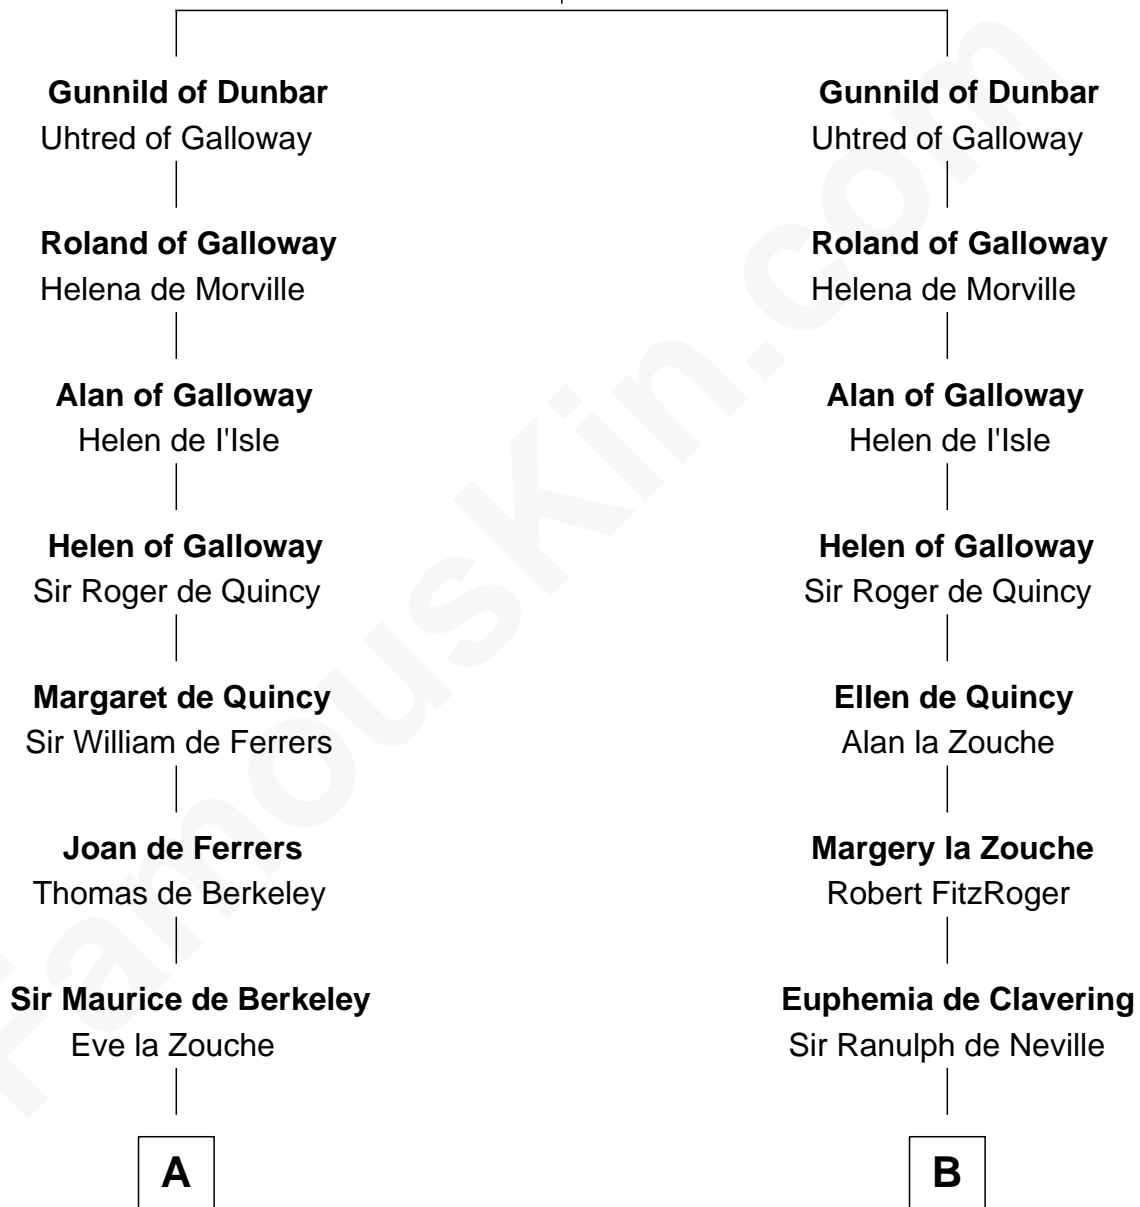 Gunnild of Dunbar
Uhtred of Galloway
Roland of Galloway
Helena de Morville
Alan of Galloway
Helen de I'Isle
Helen of Galloway
Sir Roger de Quincy
Margaret de Quincy
Sir William de Ferrers
Joan de Ferrers
Thomas de Berkeley
Sir Maurice de Berkeley
Eve la Zouche
A
Gunnild of Dunbar
Uhtred of Galloway
Roland of Galloway
Helena de Morville
Alan of Galloway
Helen de I'Isle
Helen of Galloway
Sir Roger de Quincy
Ellen de Quincy
Alan la Zouche
Margery la Zouche
Robert FitzRoger
Euphemia de Clavering
Sir Ranulph de Neville
B
FamousKin.com